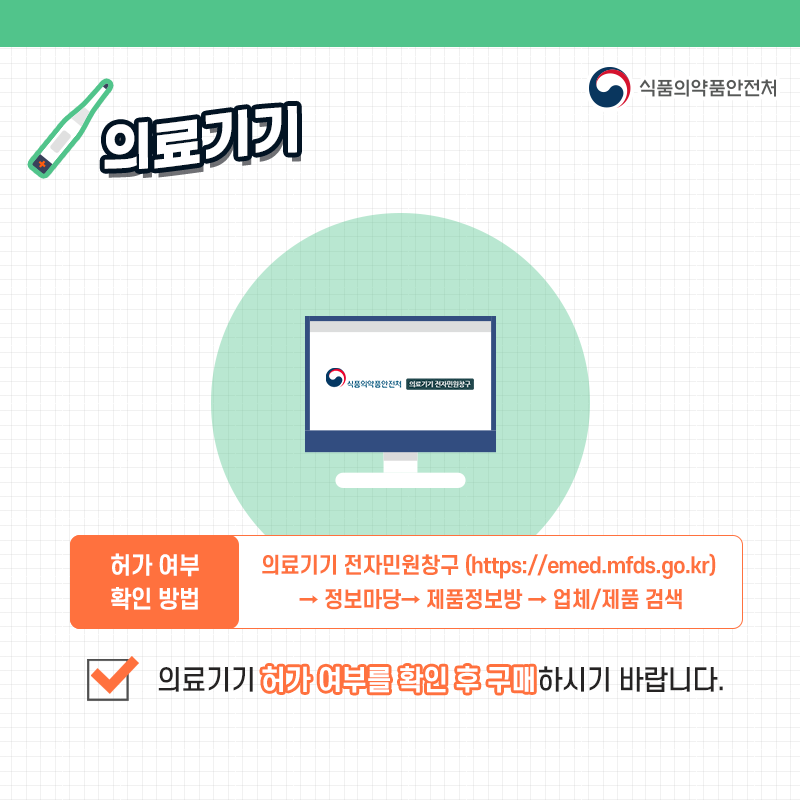 식품의약품안전처
의료기기
식품의약품안전처 의료기기 전자민원창구
허가 여부
확인 방법
의료기기 전자민원창구 (https://emed.mfds.go.kr)
→ 정보마당→ 제품정보방 → 업체/제품 검색
의료기기 허가 여부를 확인 후 구매하시기 바랍니다.